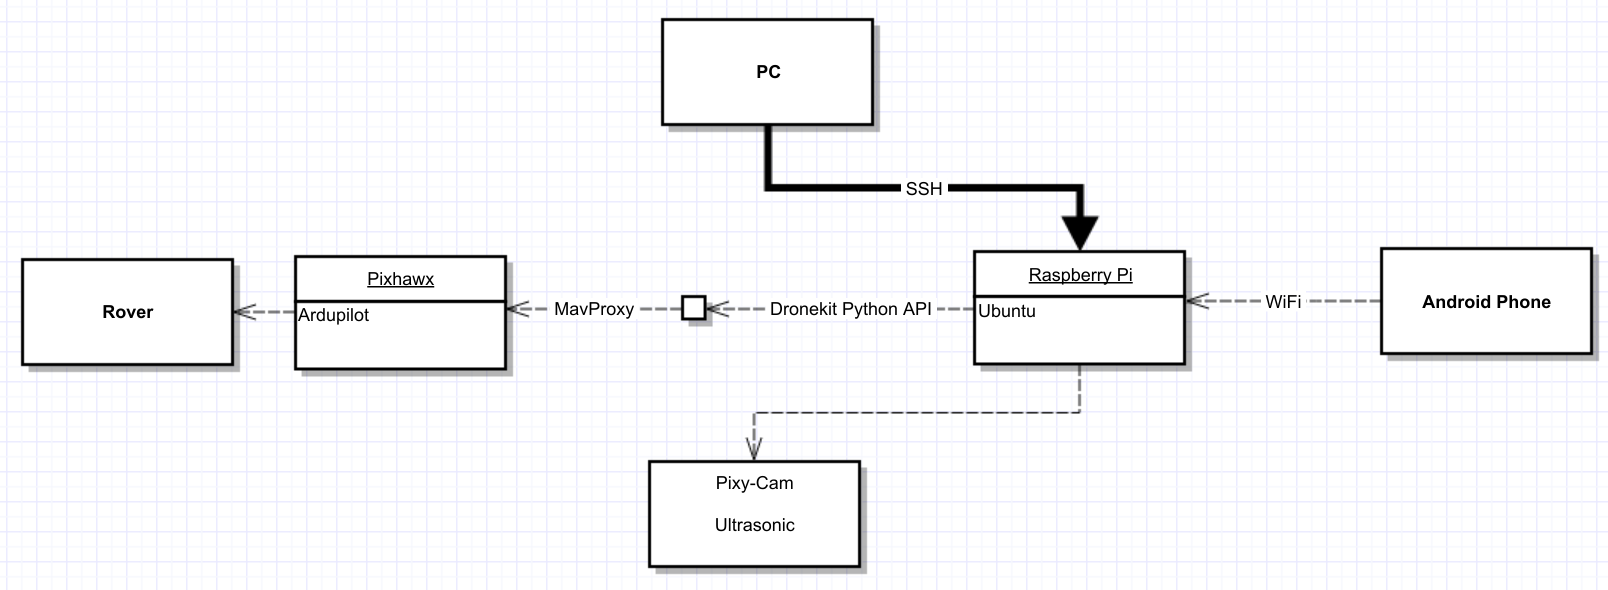 PC
SSH
Rover
Pixhawx
Ardupilot
MavProxy
Dronekit Python API
Raspberry Pi
Ubuntu
WiFi
Android Phone
Pixy-Cam
Ultrasonic